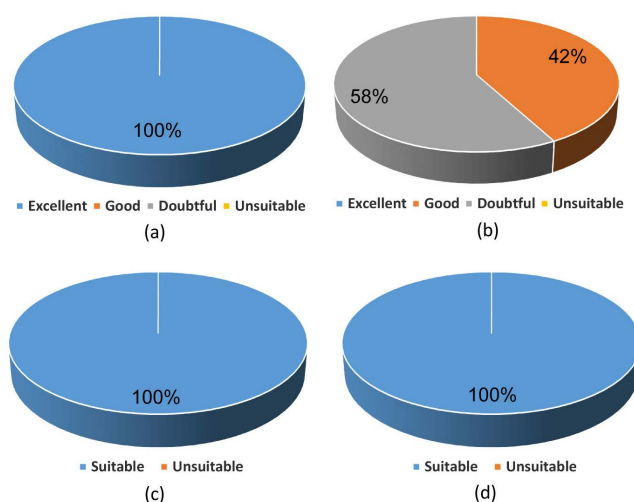 100%
Excellent Good Doubtful Unsuitable
(a)
42%
58%
Excellent Good Doubtful Unsuitable
(b)
100%
Suitable Unsuitable
(c)
100%
Suitable Unsuitable
(d)